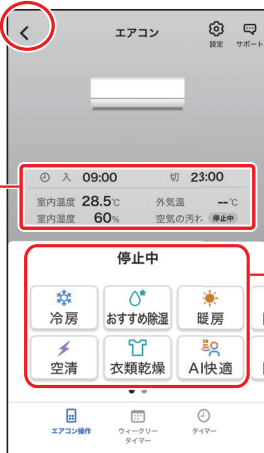 エアコン
設定 サポート
入 09:00 切 23:00
室内温度 28.5℃ 外気温 --℃
室内湿度 60% 空気の汚れ 停止中
停止中
冷房 おすすめ除湿 暖房
空清 衣類乾燥 AI快適
エアコン操作 ウィークリー タイマー
タイマー